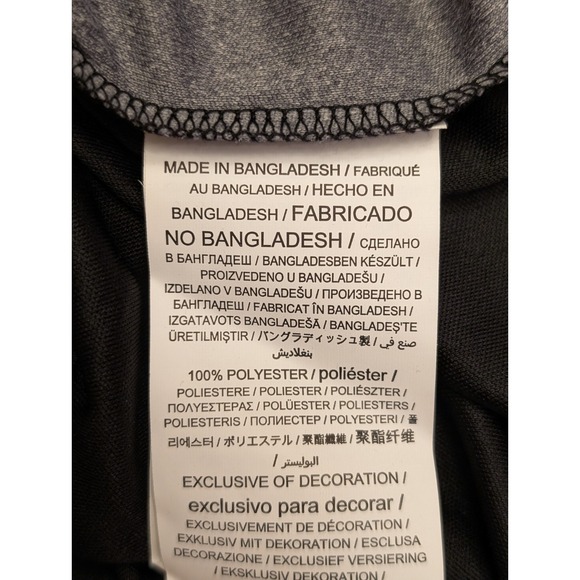 MADE IN BANGLADESH / FABRIQUÉ
AU BANGLADESH / HECHO EN
BANGLADESH / FABRICADO
NO BANGLADESH / СДЕЛАНО
В БАНГЛАДЕШ / BANGLADESBEN KÉSZÜLT /
PROIZVEDENO U BANGLADEŠU /
IZDELANO V BANGLADEŠU / ПРОИЗВЕДЕНО В
БАНГЛАДЕШ / FABRICAT ÎN BANGLADESH /
IZGATAVOTS BANGLADEŠĀ / BANGLADEŞ'TE
ÜRETILMIŞTIR / バングラディッシュ製 / صنع في
بنغلاديش
100% POLYESTER / poliéster /
POLIESTERE / POLIESTER / POLIÉSZTER /
ΠΟΛΥΕΣΤΕΡΑΣ / POLÜESTER / POLIESTERS /
POLIESTERIS / ПОЛИЕСТЕР / POLYESTERI / 폴
리에스터 / ポリエステル / 聚酯纖維 / 聚酯纤维
/ البوليستر
EXCLUSIVE OF DECORATION /
exclusivo para decorar /
EXCLUSIVEMENT DE DÉCORATION /
EXKLUSIV MIT DEKORATION / ESCLUSA
DECORAZIONE / EXCLUSIEF VERSIERING
/ EKSKLUSIV DEKORATION /